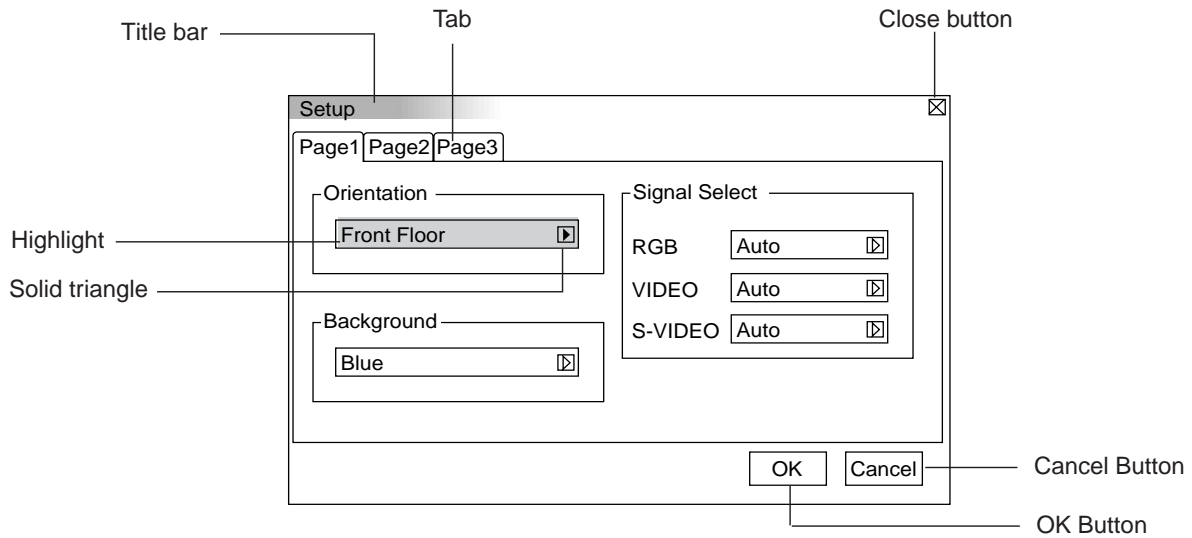 Tab
Close button
Title bar
Setup
Page1 Page2 Page3
Orientation
Signal Select
Highlight
Front Floor
RGB Auto
Solid triangle
VIDEO Auto
Background
S-VIDEO Auto
Blue
OK Cancel
Cancel Button
OK Button